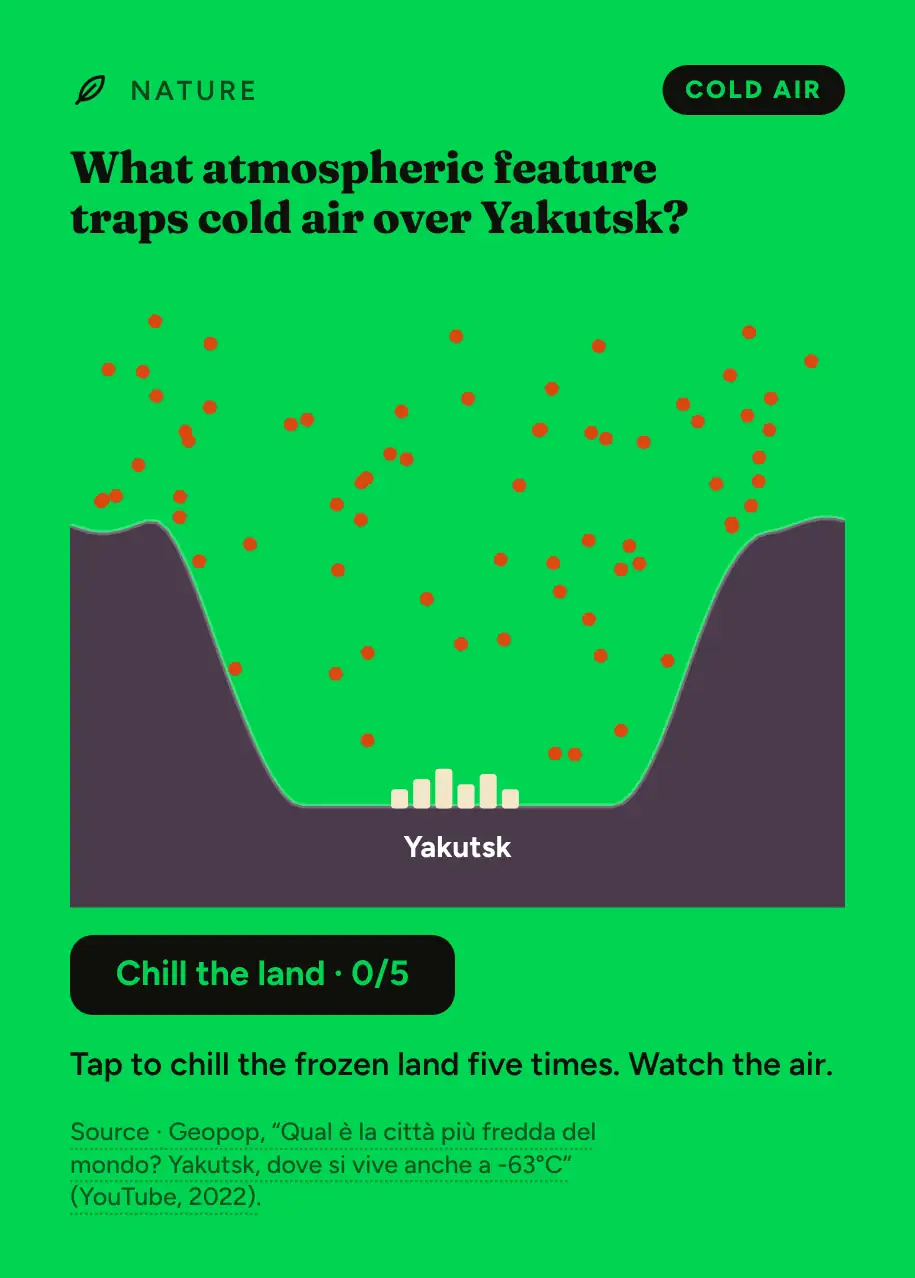 NATURE
COLD AIR
What atmospheric feature
traps cold air over Yakutsk?
Yakutsk
Chill the land · 0/5
Tap to chill the frozen land five times. Watch the air.
Source · Geopop, “Qual è la città più fredda del
mondo? Yakutsk, dove si vive anche a -63°C”
(YouTube, 2022).